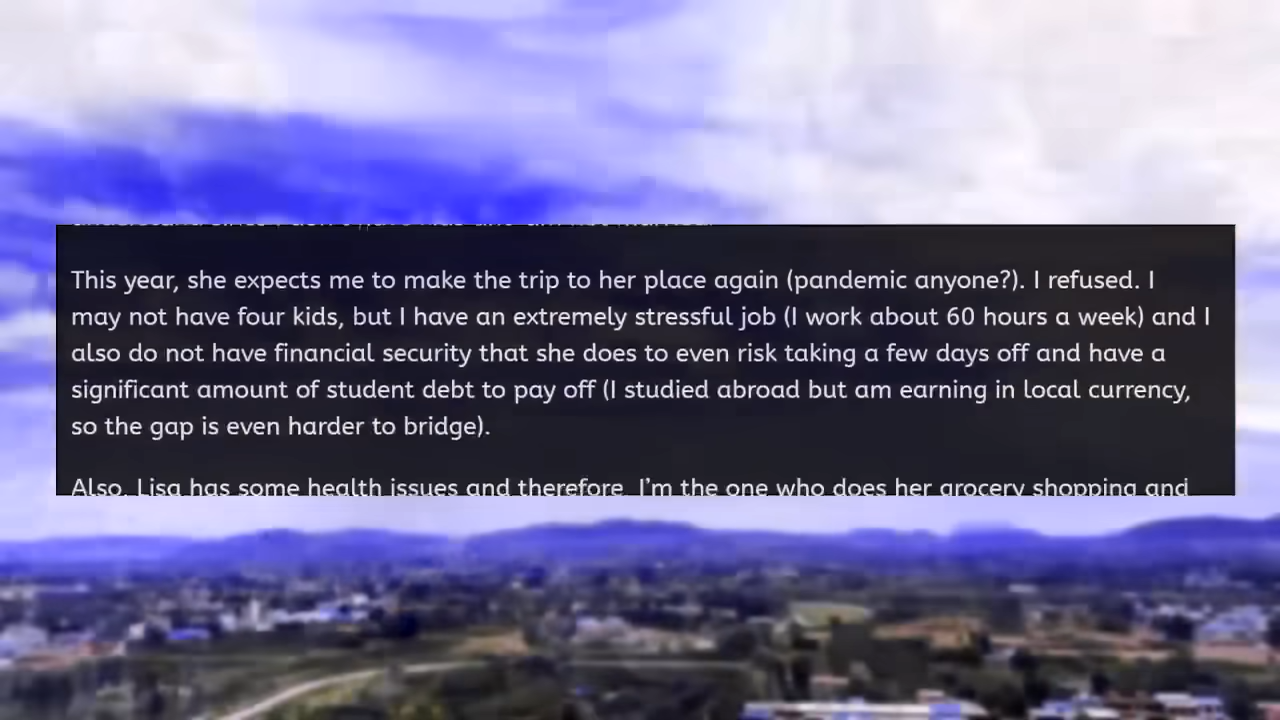 This year, she expects me to make the trip to her place again (pandemic anyone?). I refused. I
may not have four kids, but I have an extremely stressful job (I work about 60 hours a week) and I
also do not have financial security that she does to even risk taking a few days off and have a
significant amount of student debt to pay off (I studied abroad but am earning in local currency,
so the gap is even harder to bridge).
Also, Lisa has some health issues and therefore, I'm the one who does her grocery shopping and